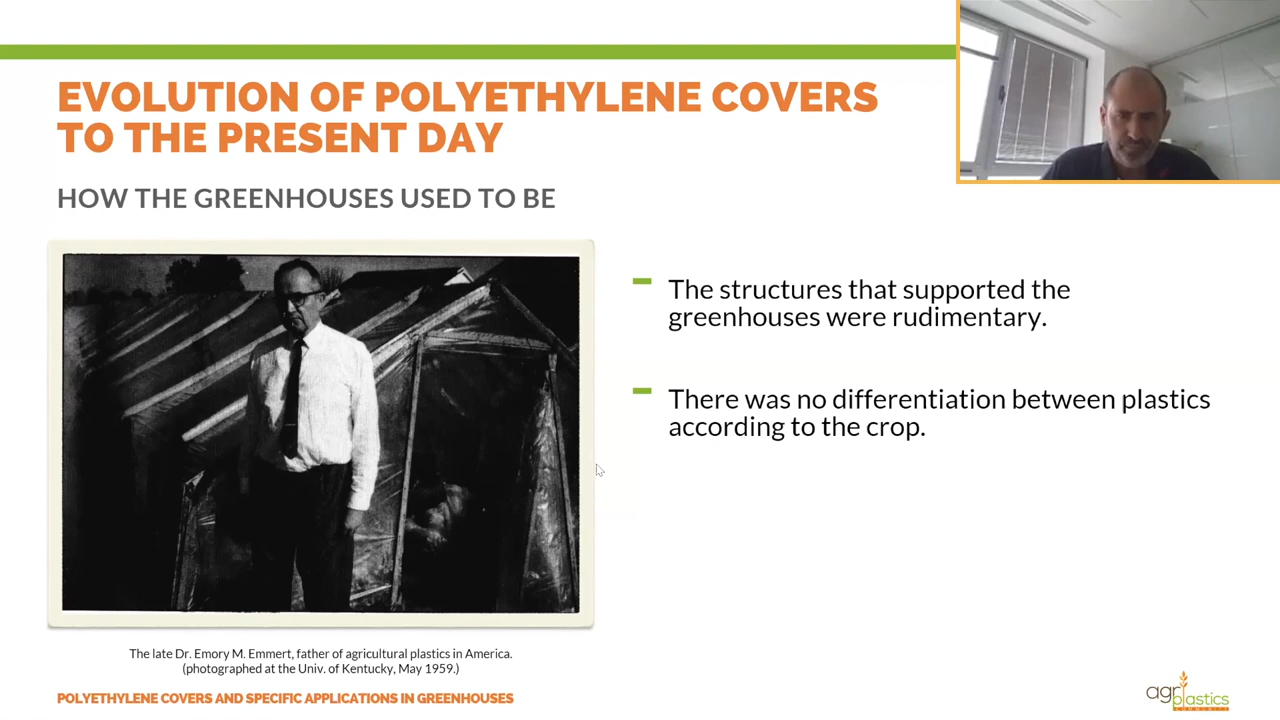 EVOLUTION OF POLYETHYLENE COVERS
TO THE PRESENT DAY
HOW THE GREENHOUSES USED TO BE
The structures that supported the
greenhouses were rudimentary.
There was no differentiation between plastics
according to the crop.
The late Dr. Emory M. Emmert, father of agricultural plastics in America.
(photographed at the Univ. of Kentucky, May 1959.)
POLYETHYLENE COVERS AND SPECIFIC APPLICATIONS IN GREENHOUSES
agriplastics
COMMUNITY